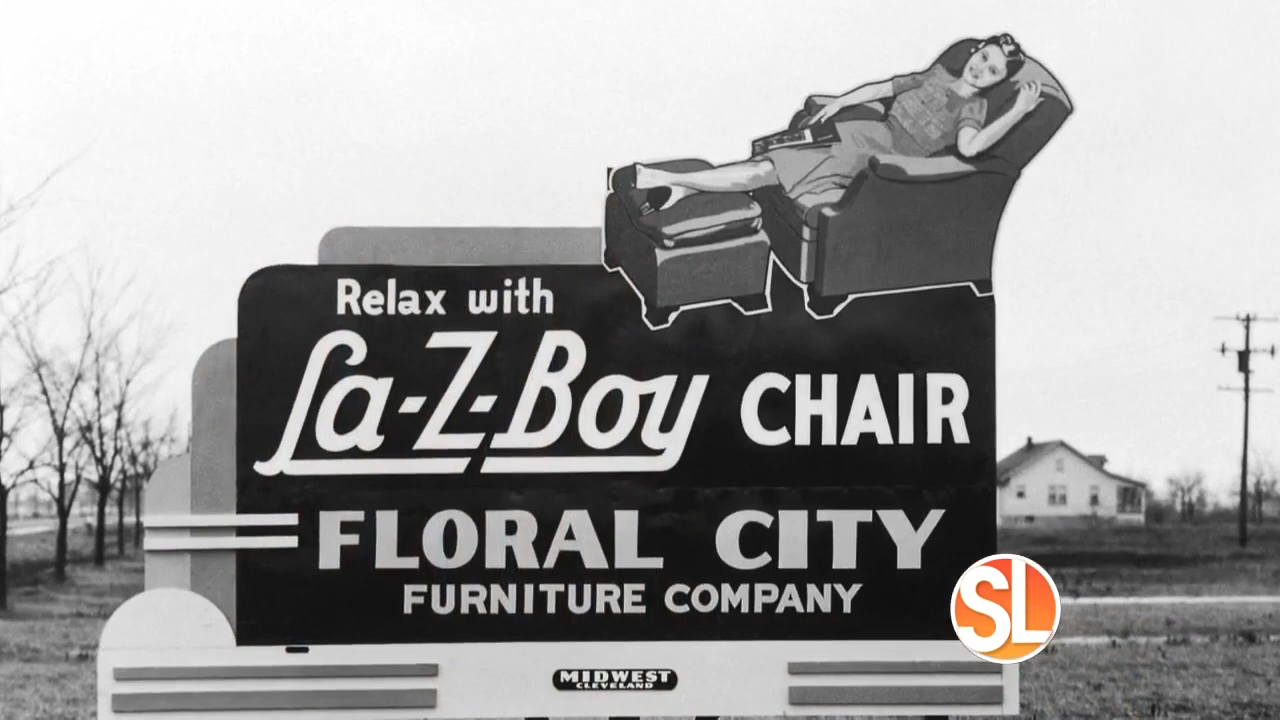 Relax with
La-Z-Boy CHAIR
FLORAL CITY
FURNITURE COMPANY
SL
MIDWEST
CLEVELAND